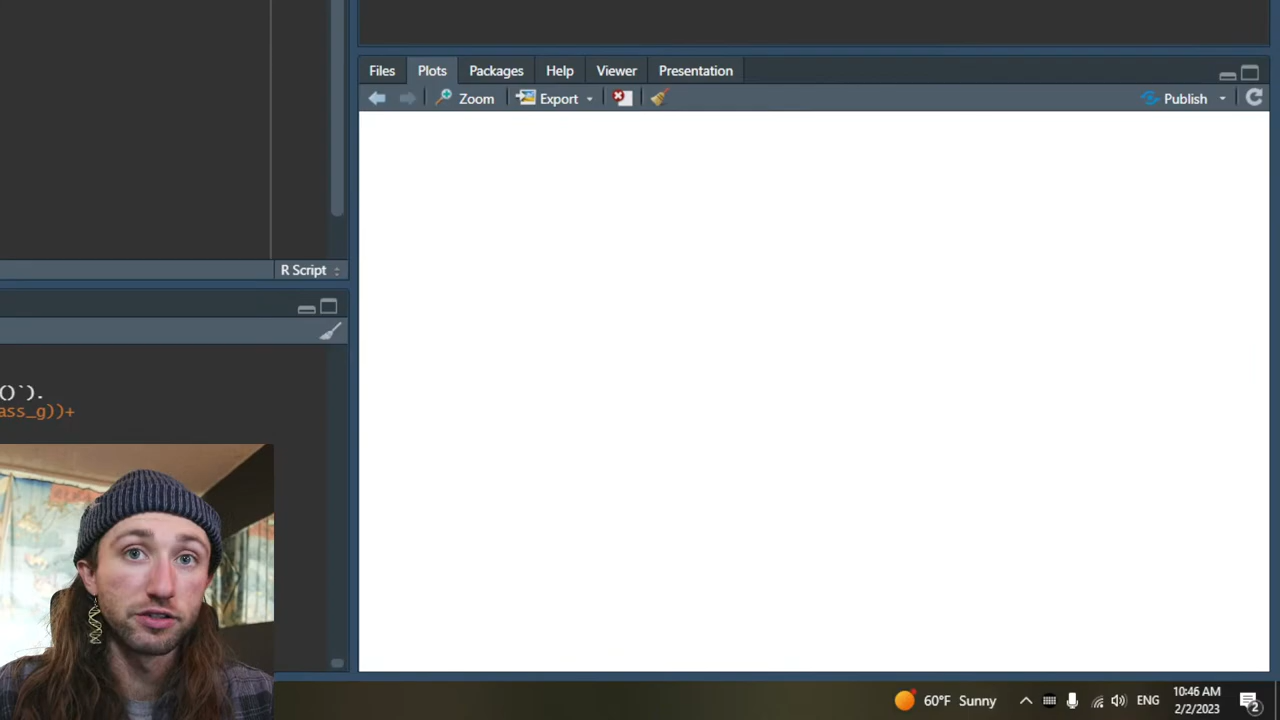 Files Plots Packages Help Viewer Presentation
Zoom Export Publish
R Script
()`).
ass_g))+
60°F Sunny ENG 10:46 AM
2/2/2023 2